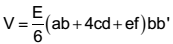 V = E/6 (ab + 4cd + ef) bb'